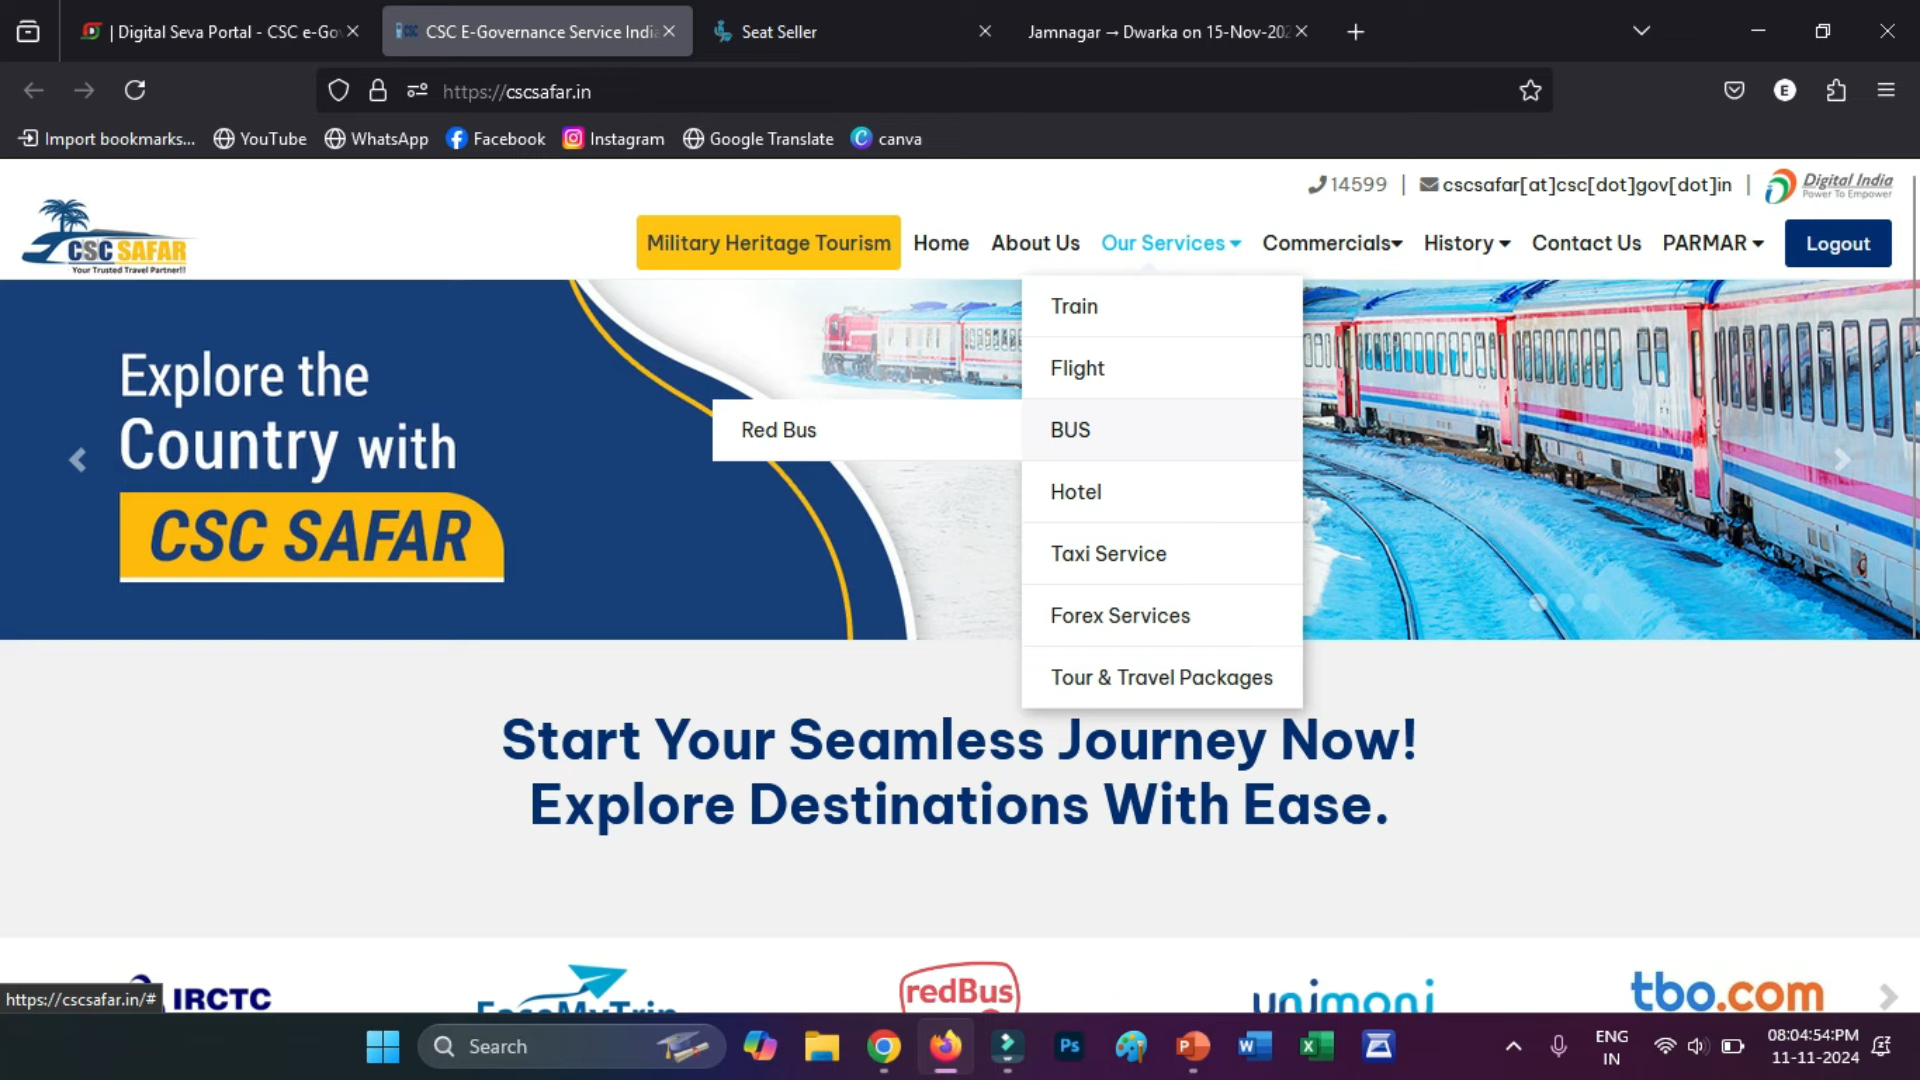 | Digital Seva Portal - CSC e-Gov
CSC E-Governance Service India
Seat Seller
Jamnagar → Dwarka on 15-Nov-202
https://cscsafar.in
Import bookmarks...
YouTube
WhatsApp
Facebook
Instagram
Google Translate
canva
14599 | cscsafar[at]csc[dot]gov[dot]in |
Digital India
Power To Empower
CSC SAFAR
Your Trusted Travel Partner!!
Military Heritage Tourism
Home
About Us
Our Services
Commercials
History
Contact Us
PARMAR
Logout
Train
Flight
Red Bus
BUS
Hotel
Taxi Service
Forex Services
Tour & Travel Packages
Explore the
Country with
CSC SAFAR
Start Your Seamless Journey Now!
Explore Destinations With Ease.
IRCTC
EaseMyTrip
redBus
unimoni
tbo.com
https://cscsafar.in/#
Search
Ps
P
W
X
ENG
IN
08:04:54:PM
11-11-2024